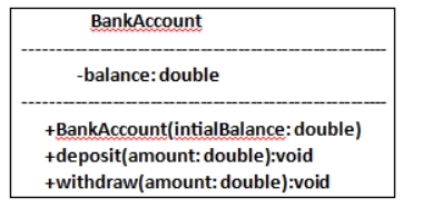 BankAccount
-balance: double
+BankAccount(intialBalance: double)
+deposit(amount: double):void
+withdraw(amount: double):void